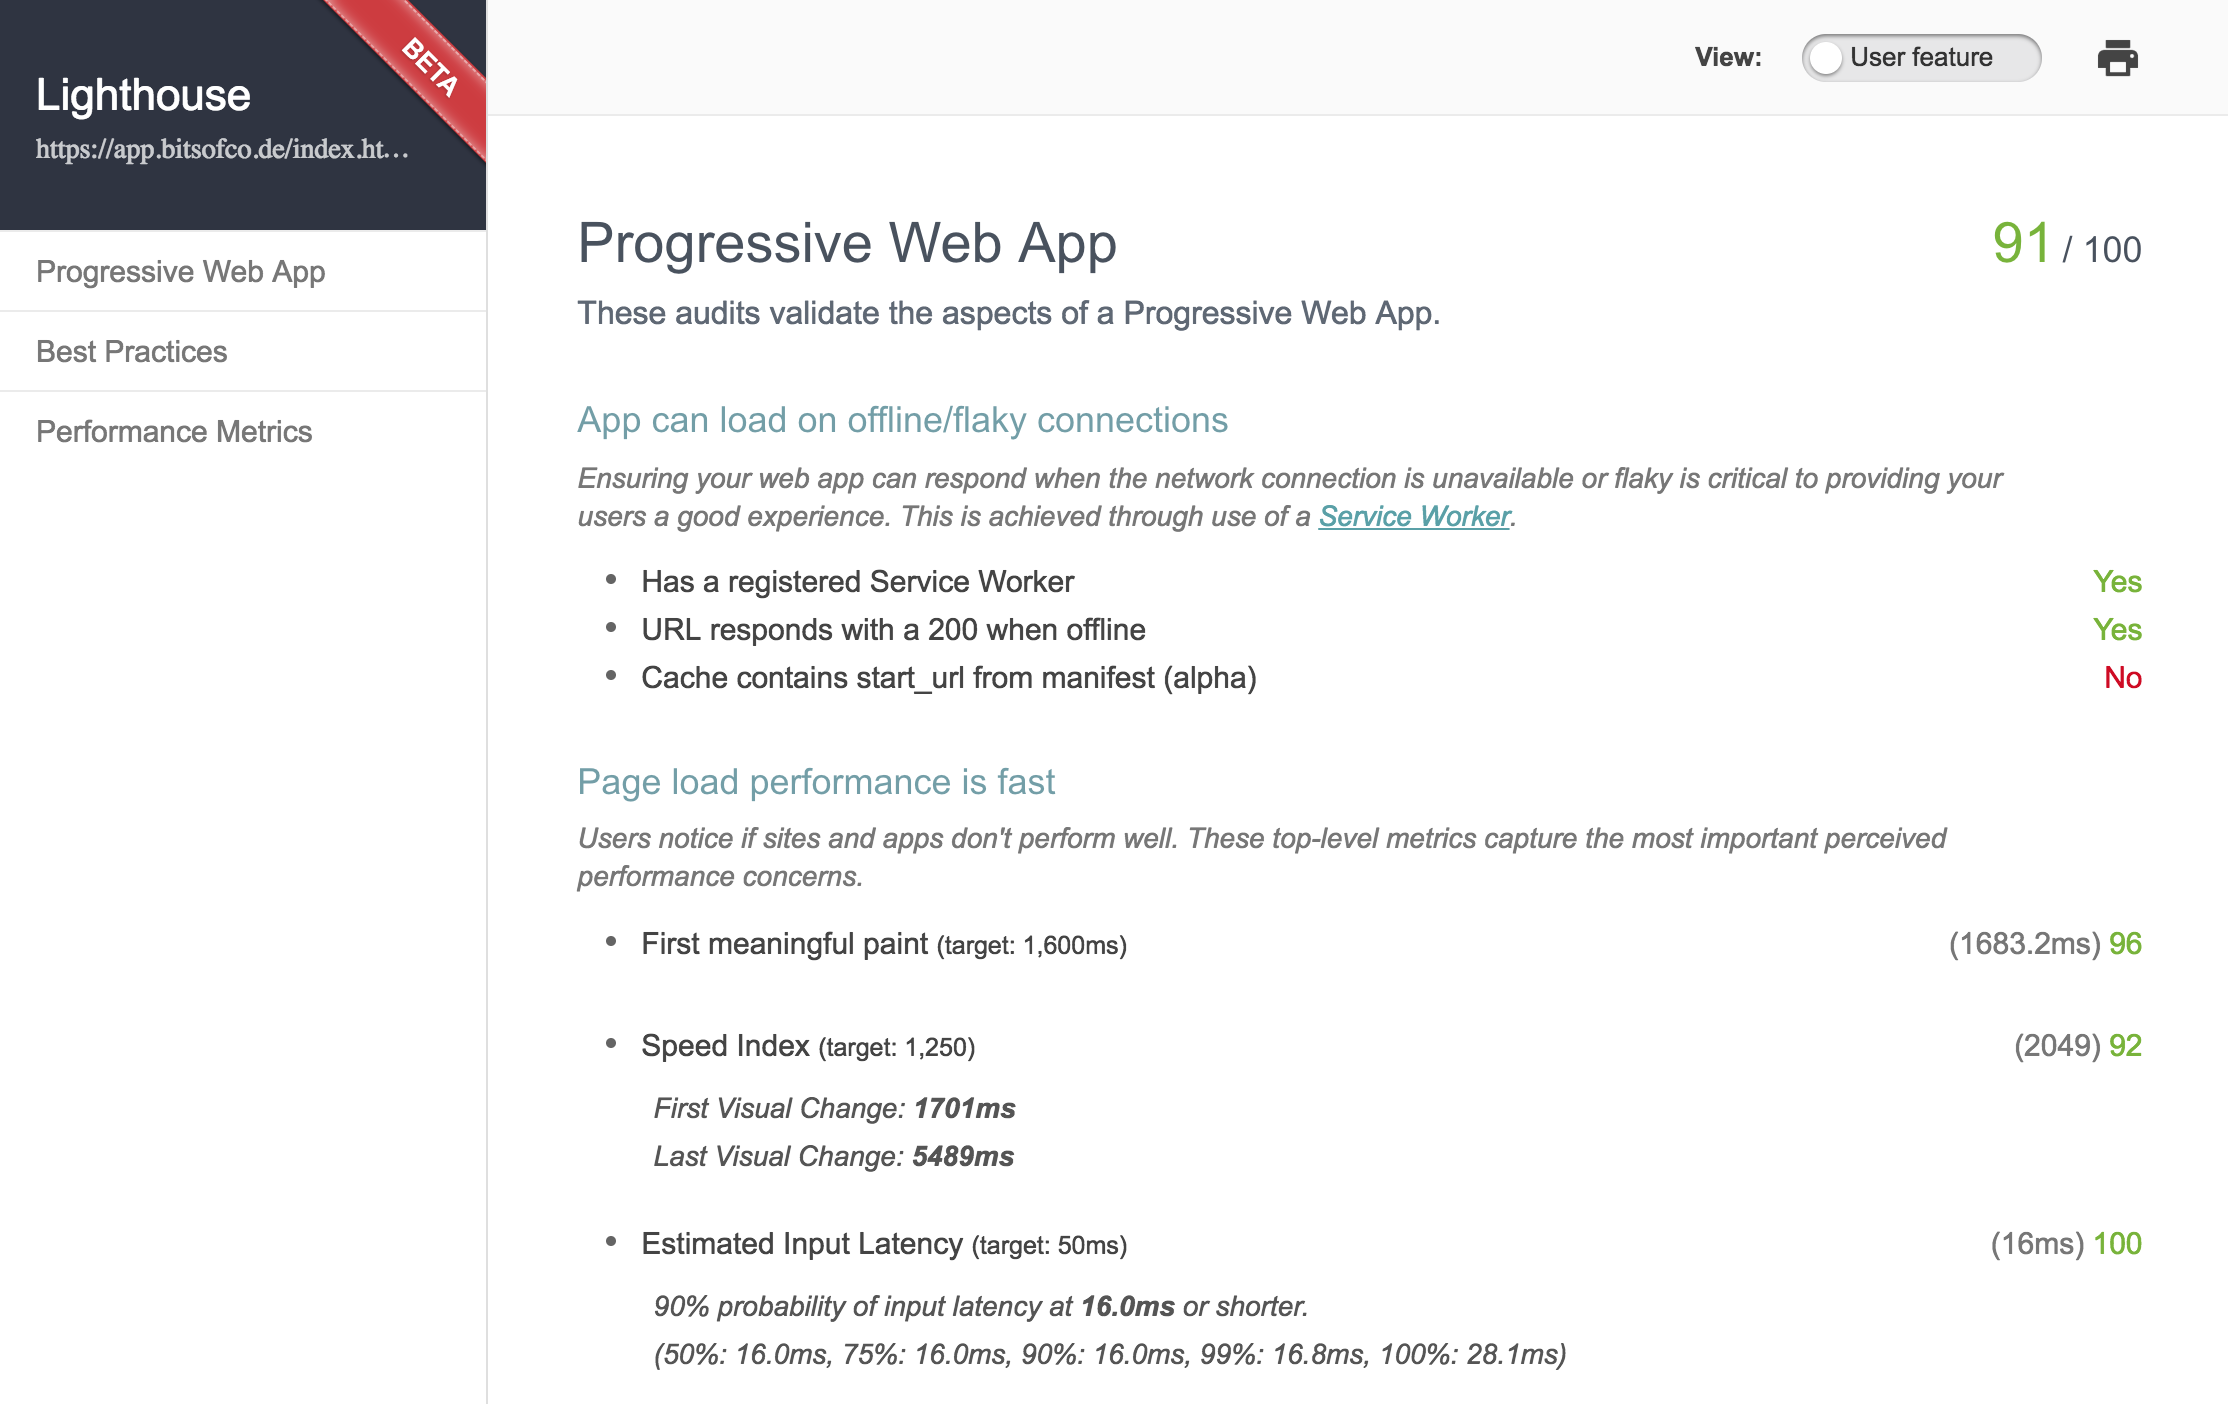 Lighthouse
BETA
https://app.bitsofco.de/index.ht…
Progressive Web App
Best Practices
Performance Metrics
View: User feature
Progressive Web App 91 / 100
These audits validate the aspects of a Progressive Web App.
App can load on offline/flaky connections
Ensuring your web app can respond when the network connection is unavailable or flaky is critical to providing your
users a good experience. This is achieved through use of a Service Worker.
• Has a registered Service Worker Yes
• URL responds with a 200 when offline Yes
• Cache contains start_url from manifest (alpha) No
Page load performance is fast
Users notice if sites and apps don't perform well. These top-level metrics capture the most important perceived
performance concerns.
• First meaningful paint (target: 1,600ms) (1683.2ms) 96
• Speed Index (target: 1,250) (2049) 92
First Visual Change: 1701ms
Last Visual Change: 5489ms
• Estimated Input Latency (target: 50ms) (16ms) 100
90% probability of input latency at 16.0ms or shorter.
(50%: 16.0ms, 75%: 16.0ms, 90%: 16.0ms, 99%: 16.8ms, 100%: 28.1ms)